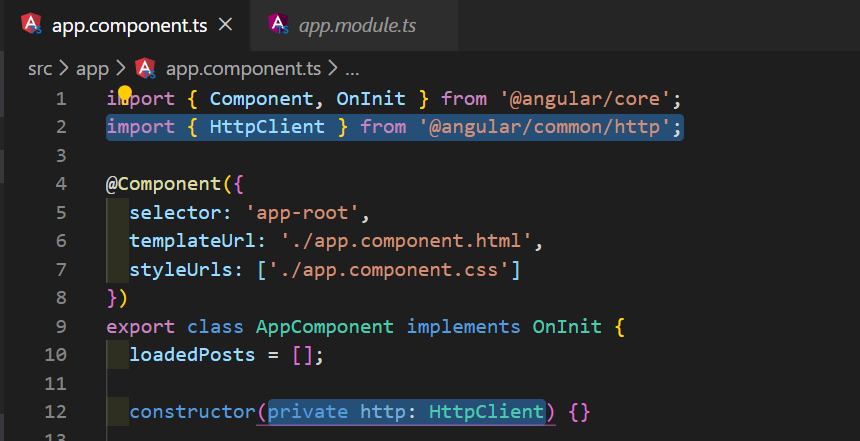 app.component.ts × app.module.ts
src > app > app.component.ts > ...
1 import { Component, OnInit } from '@angular/core';
2 import { HttpClient } from '@angular/common/http';
3
4 @Component({
5 selector: 'app-root',
6 templateUrl: './app.component.html',
7 styleUrls: ['./app.component.css']
8 })
9 export class AppComponent implements OnInit {
10 loadedPosts = [];
11
12 constructor(private http: HttpClient) {}
13